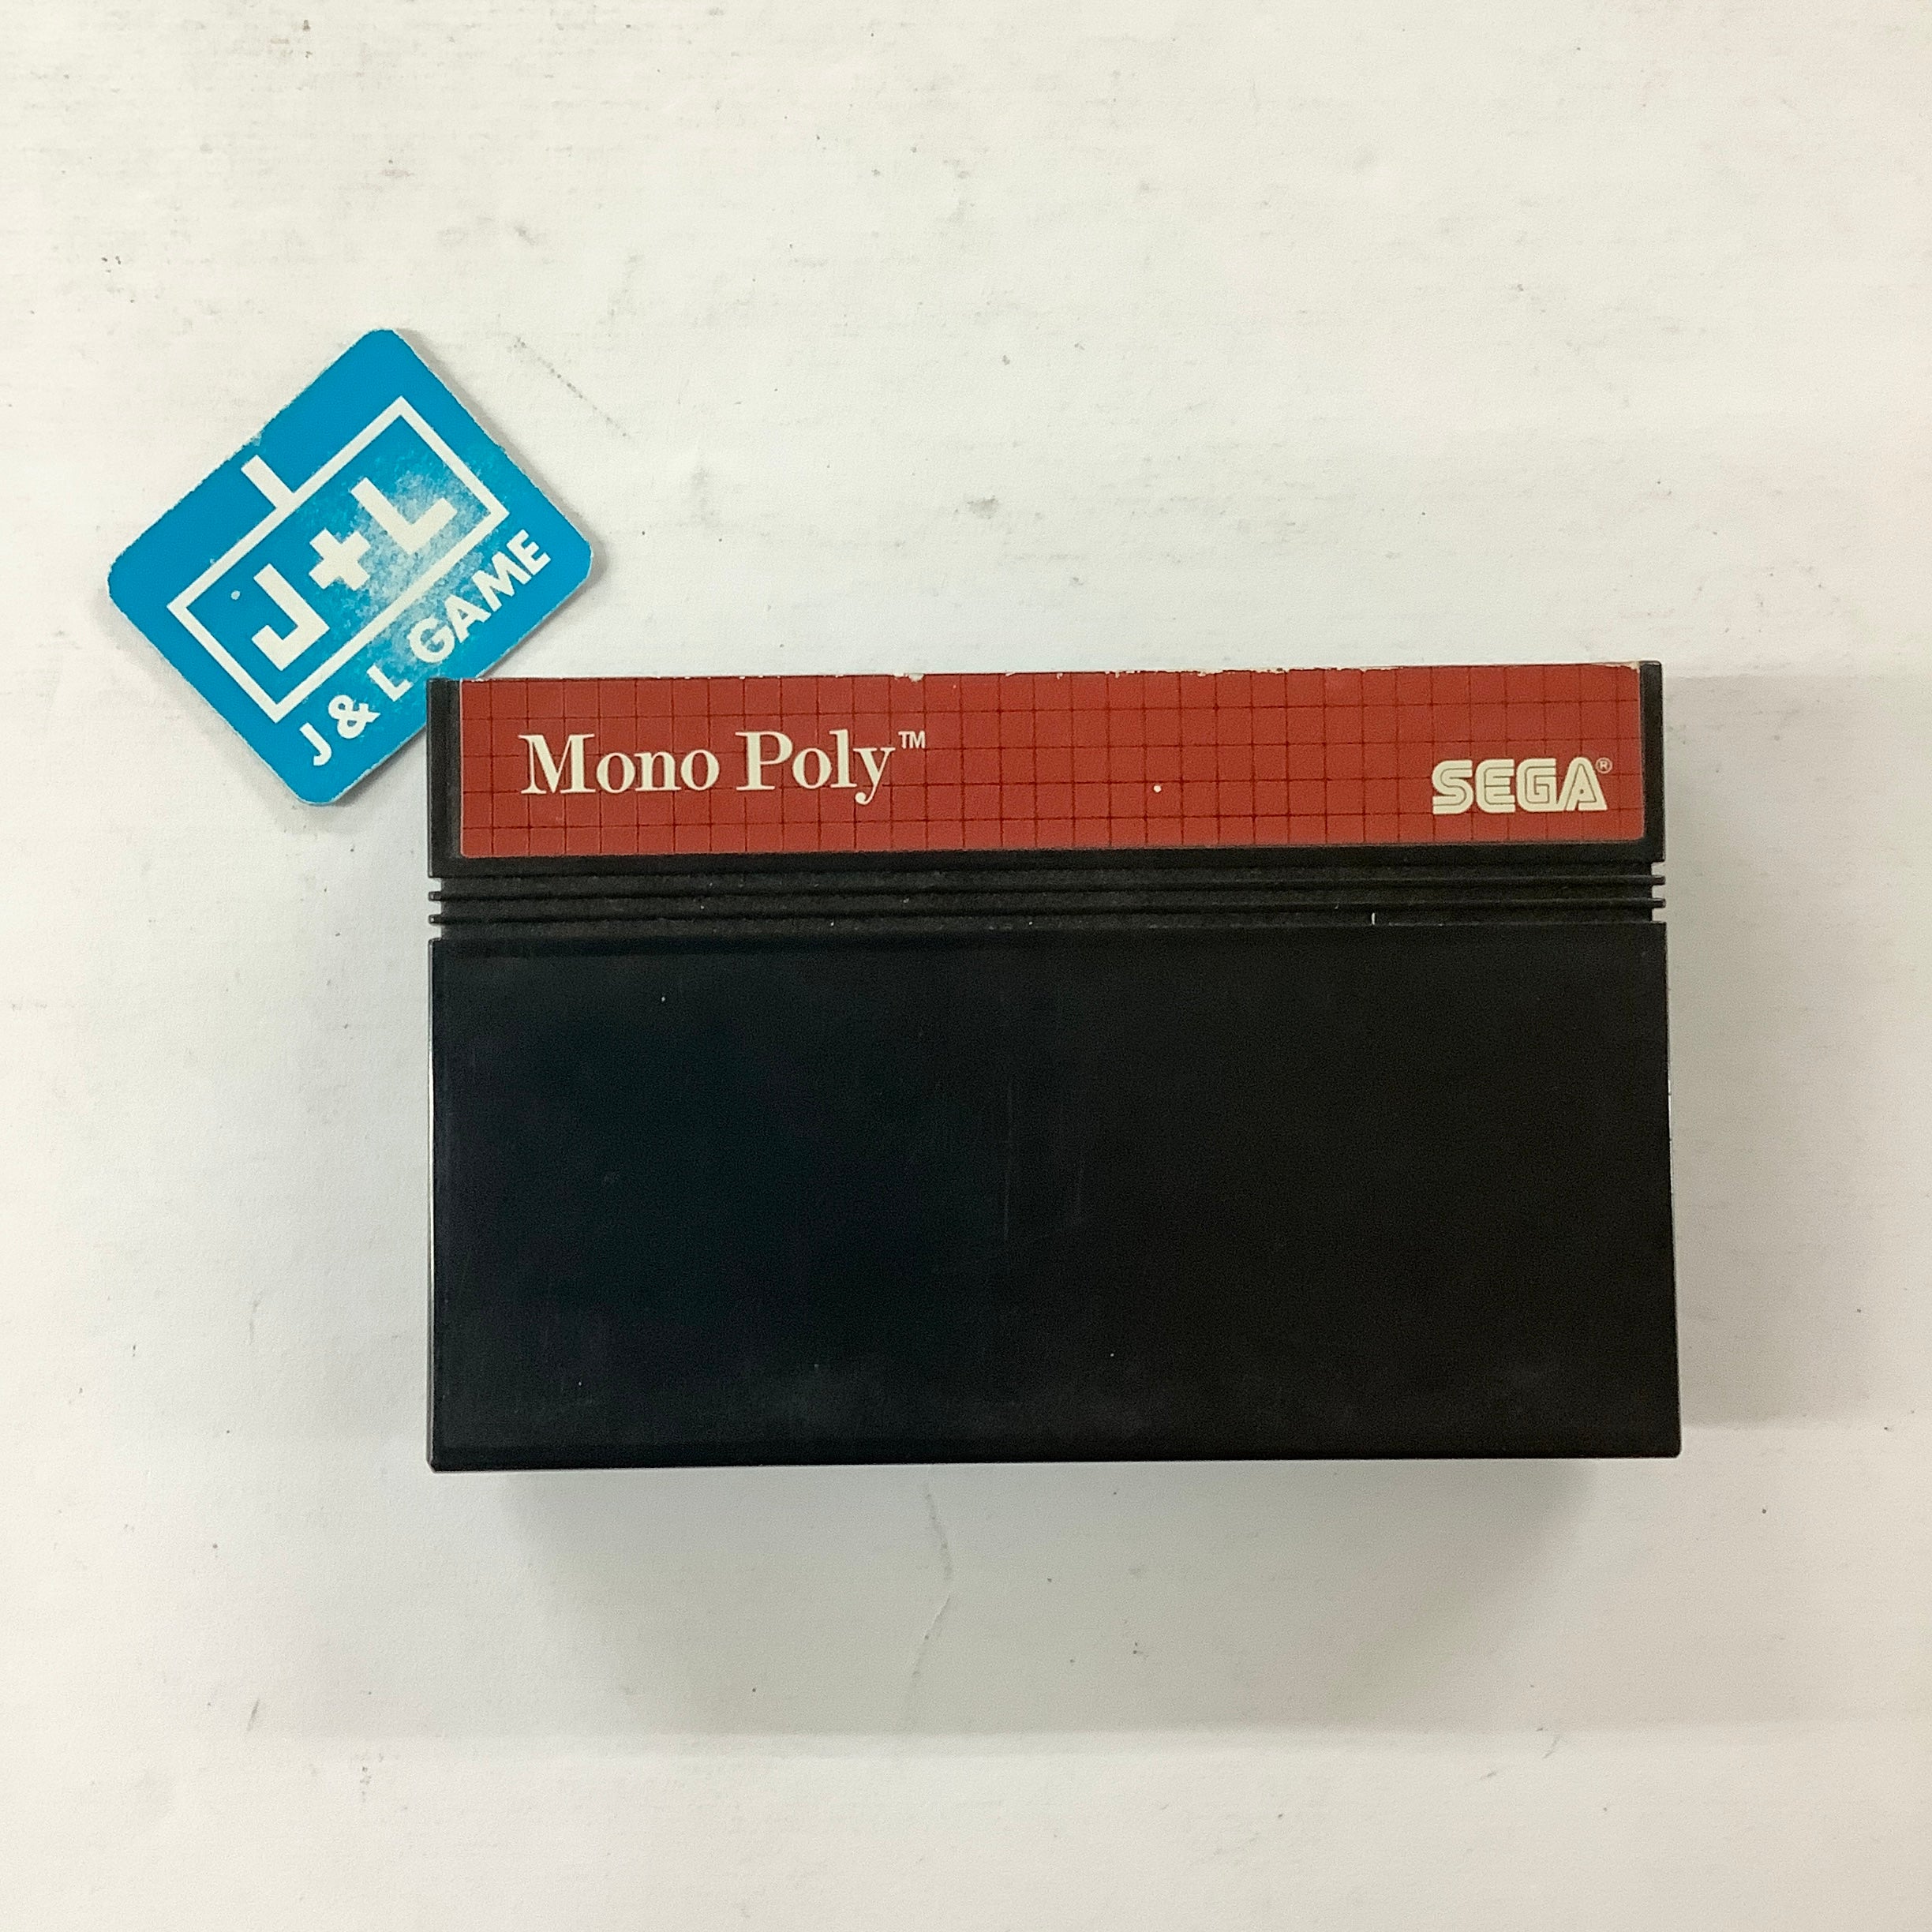 J+L
J & L GAME
Mono Poly™
SEGA®